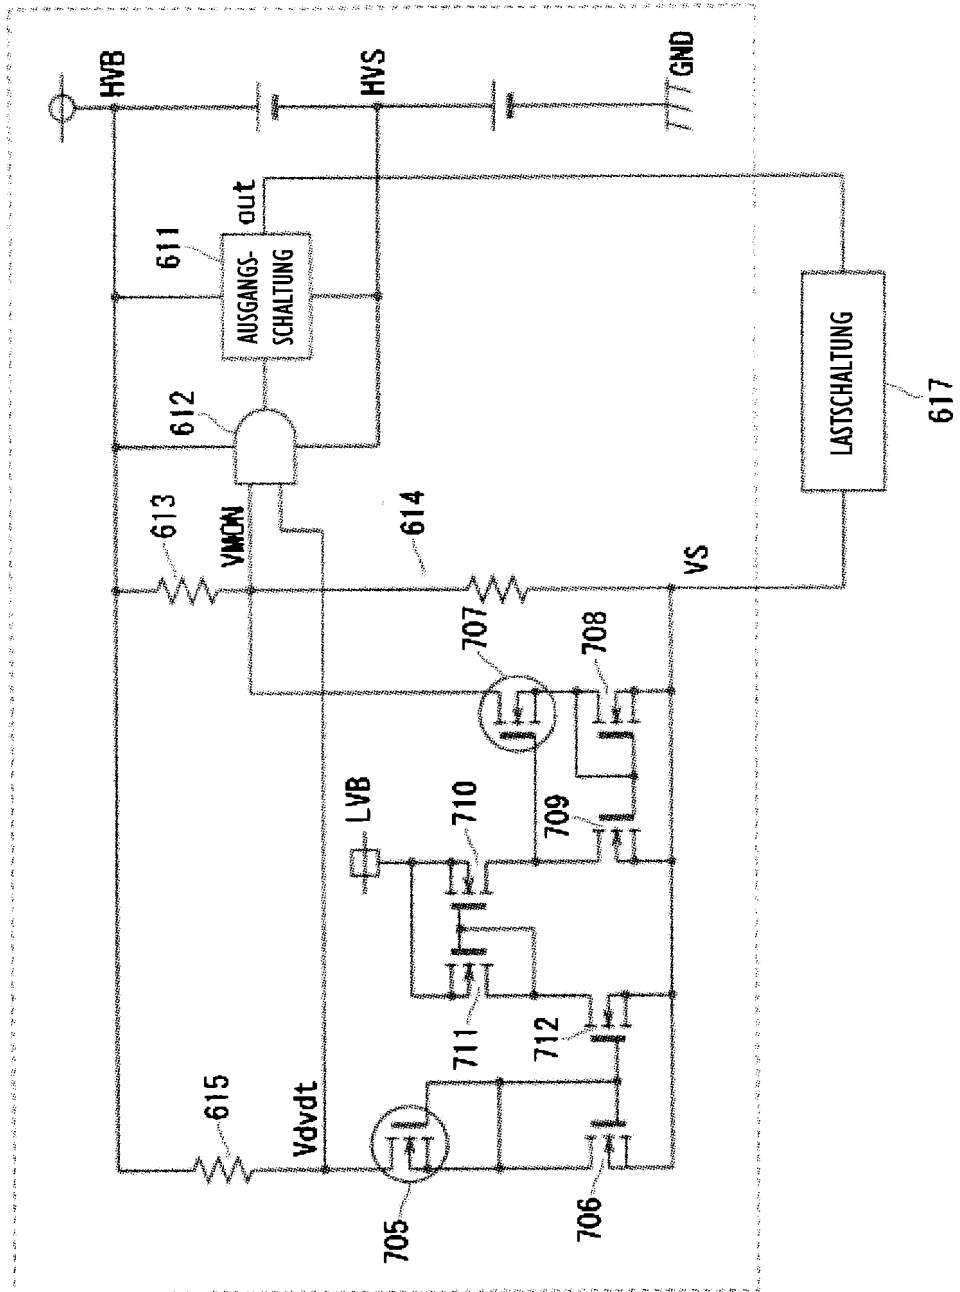 HVB
HVS
GND
out
611
AUSGANGS-
SCHALTUNG
612
613
VMON
614
VS
LASTSCHALTUNG
617
707
708
709
LVB
710
711
712
615
Vdvdt
705
706